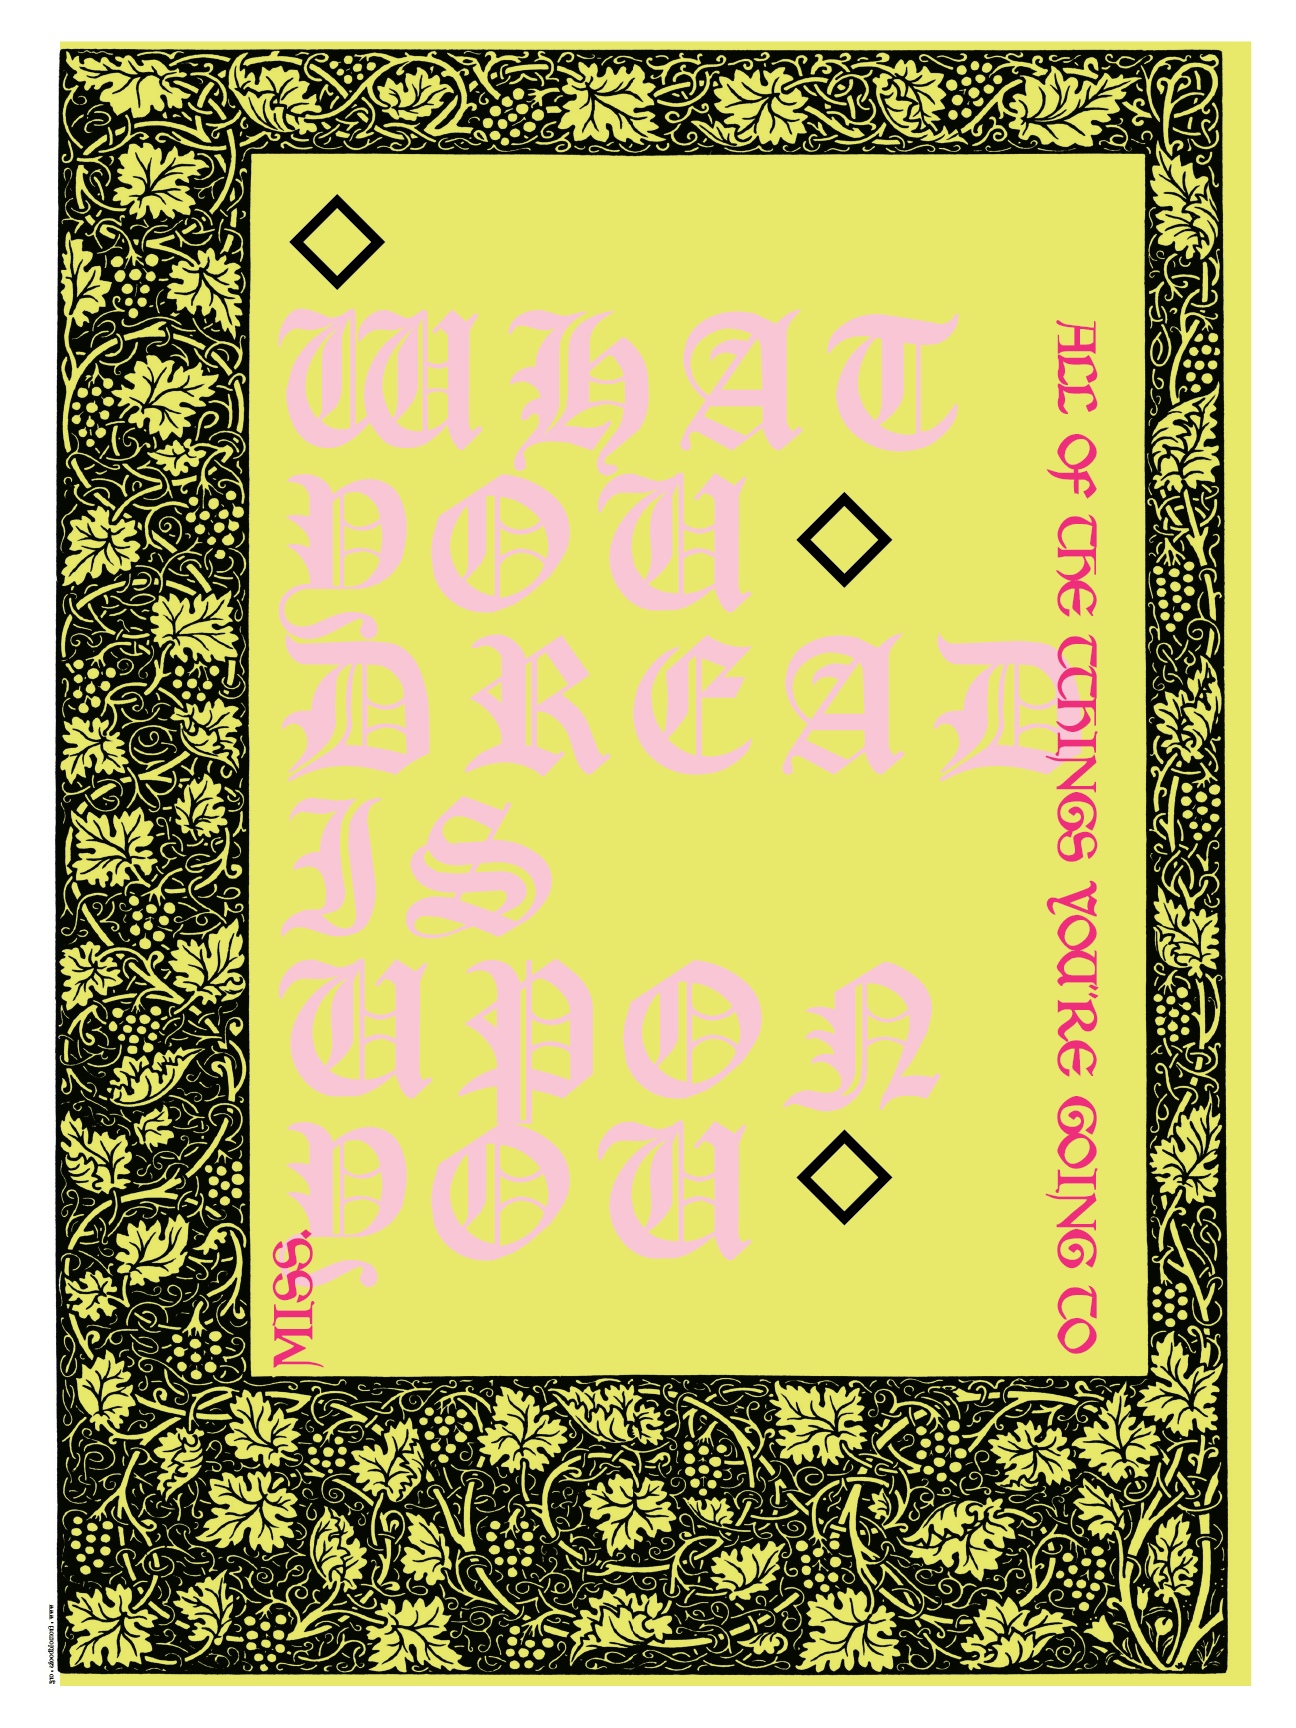 WHAT
YOU
DREAD
IS
UPON
YOU
ALL OF THE THINGS YOU'RE GOING TO
MISS.